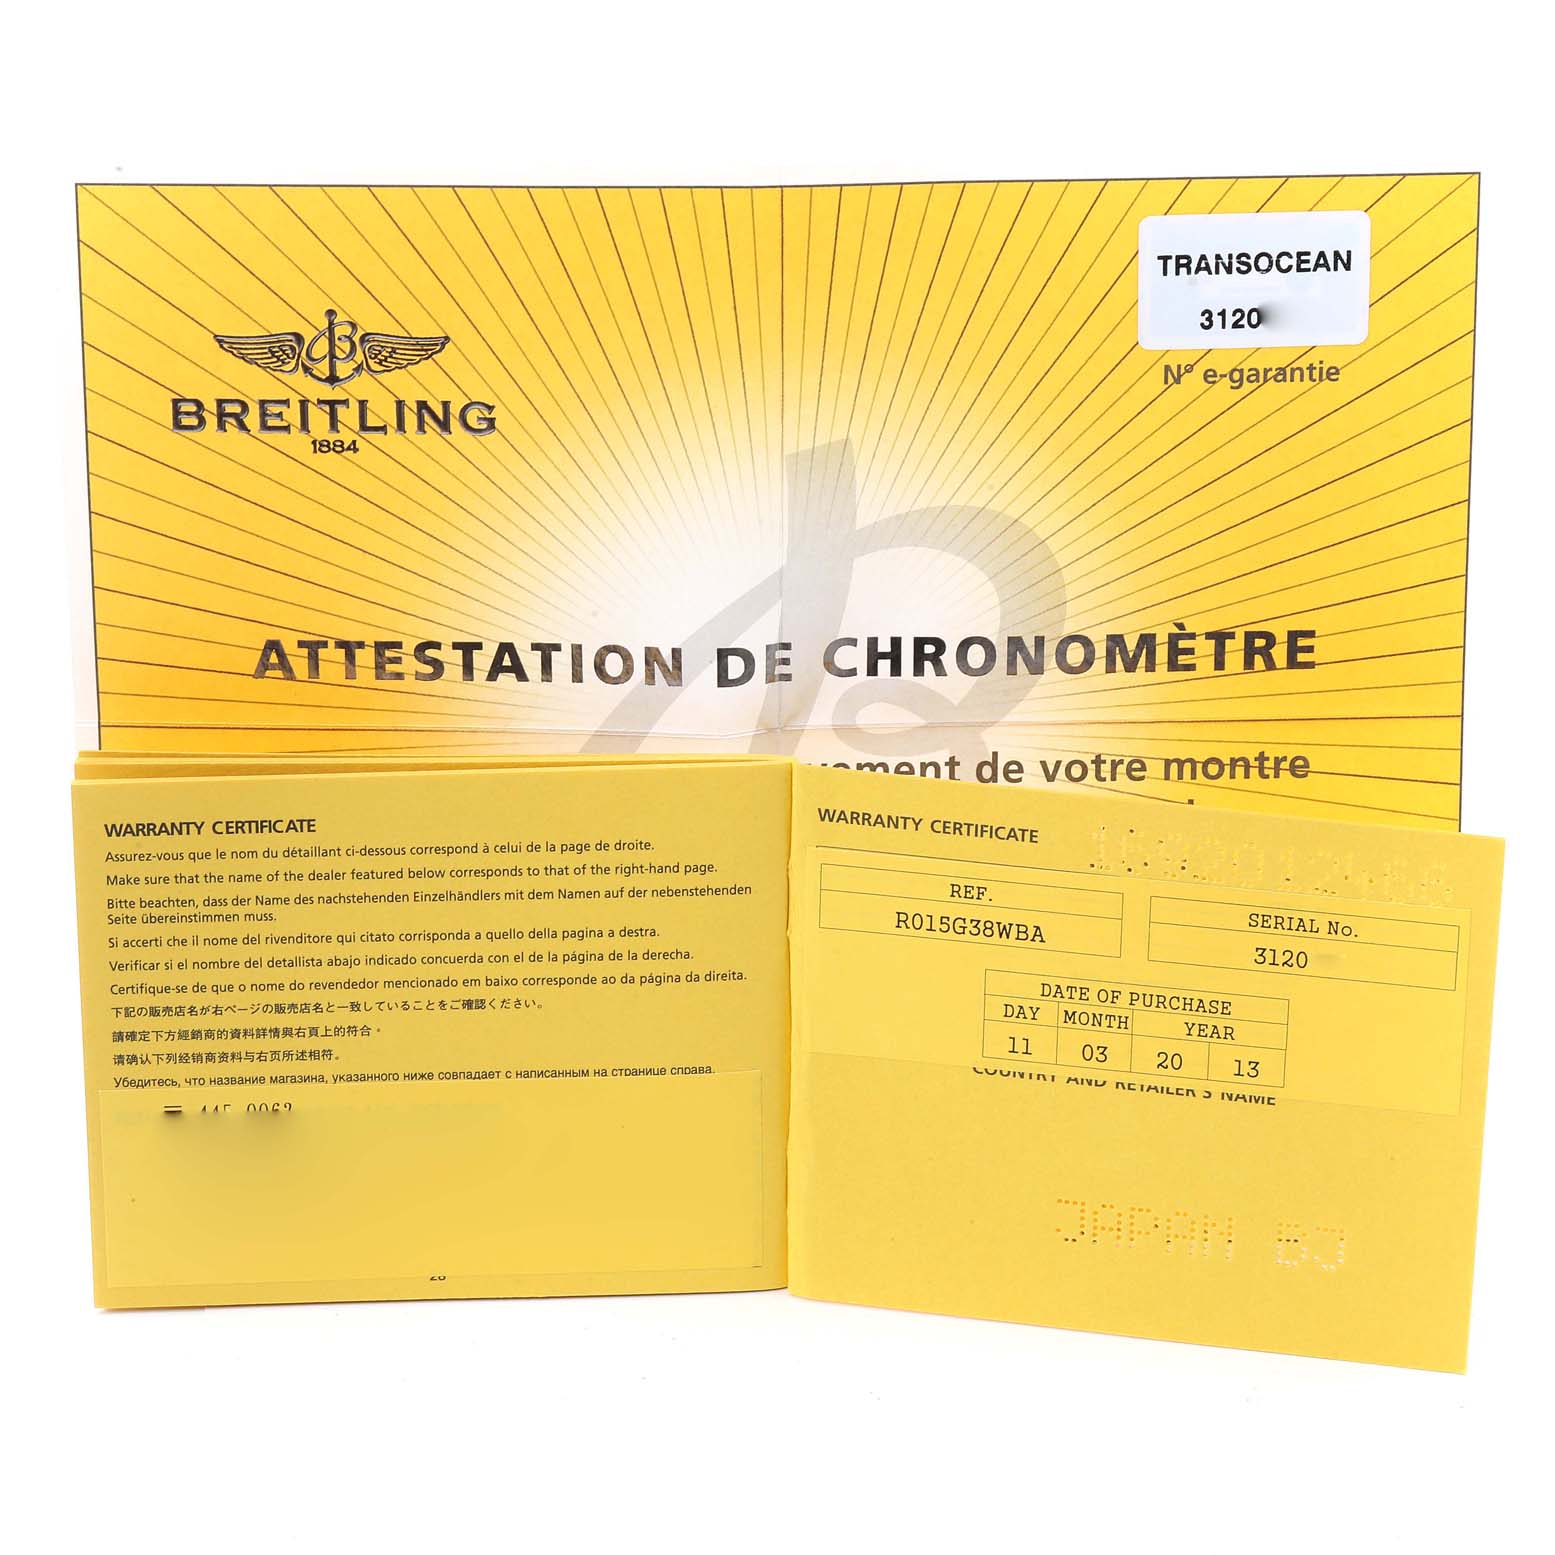 BREITLING
1884
TRANSOCEAN
3120
N° e-garantie
ATTESTATION DE CHRONOMÈTRE
de votre montre
WARRANTY CERTIFICATE
Assurez-vous que le nom du détaillant ci-dessous correspond à celui de la page de droite.
Make sure that the name of the dealer featured below corresponds to that of the right-hand page.
Bitte beachten, dass der Name des nachstehenden Einzelhändlers mit dem Namen auf der nebenstehenden
Seite übereinstimmen muss.
Si accerti che il nome del rivenditore qui citato corrisponda a quello della pagina a destra.
Verificar si el nombre del detallista abajo indicado concuerda con el de la página de la derecha.
Certifique-se de que o nome do revendedor mencionado em baixo corresponde ao da página da direita.
下記の販売店名が右ページの販売店名と一致していることをご確認ください。
請確定下方經銷商的資料詳情與右頁上的符合。
请确认下列经销商资料与右页所述相符。
Убедитесь, что название магазина, указанного ниже совпадает с написанным на странице справа.
WARRANTY CERTIFICATE
REF.
R015G38WBA
SERIAL No.
3120
DATE OF PURCHASE
DAY MONTH YEAR
11 03 20 13
COUNTRY AND RETAILER'S NAME
JAPAN BJ